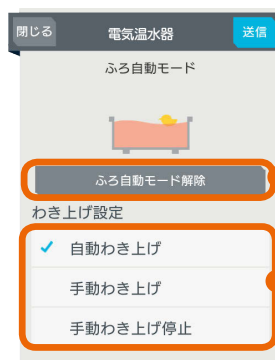 閉じる 電気温水器 送信
ふろ自動モード
ふろ自動モード解除
わき上げ設定
自動わき上げ
手動わき上げ
手動わき上げ停止